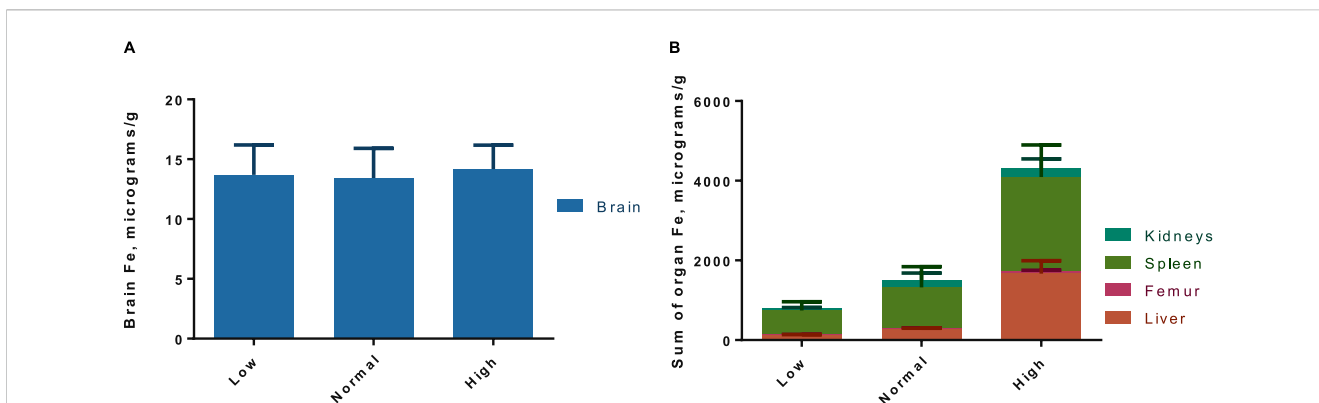 A
Brain Fe, micrograms/g
20
15
10
5
0
Low
Normal
High
Brain
B
Sum of organ Fe, micrograms/g
6000
4000
2000
0
Low
Normal
High
Kidneys
Spleen
Femur
Liver